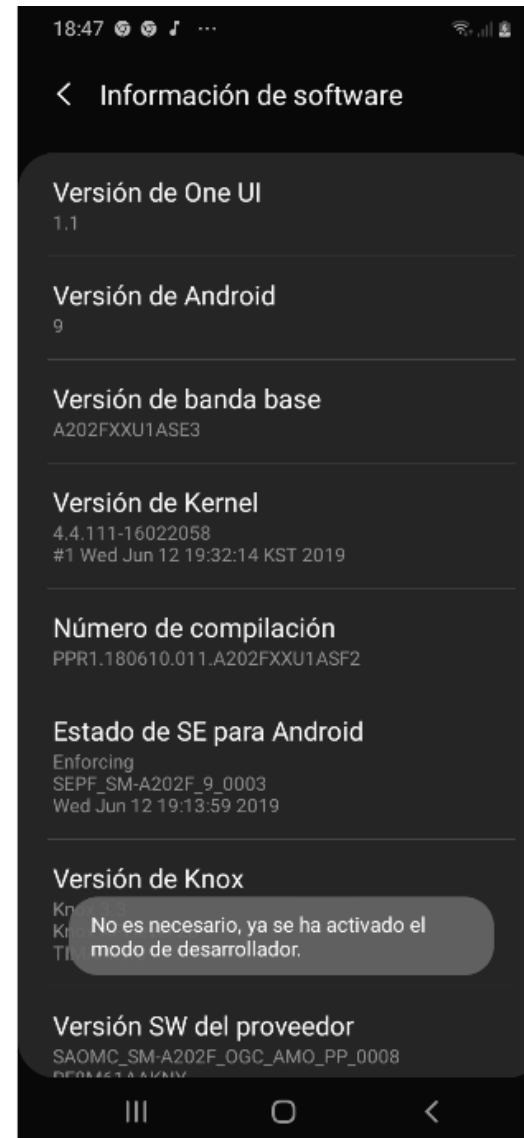 18:47
Información de software
Versión de One UI
1.1
Versión de Android
9
Versión de banda base
A202FXXU1ASE3
Versión de Kernel
4.4.111-16022058
#1 Wed Jun 12 19:32:14 KST 2019
Número de compilación
PPR1.180610.011.A202FXXU1ASF2
Estado de SE para Android
Enforcing
SEPF_SM-A202F_9_0003
Wed Jun 12 19:13:59 2019
Versión de Knox
No es necesario, ya se ha activado el
modo de desarrollador.
Versión SW del proveedor
SAOMC_SM-A202F_OGC_AMO_PP_0008